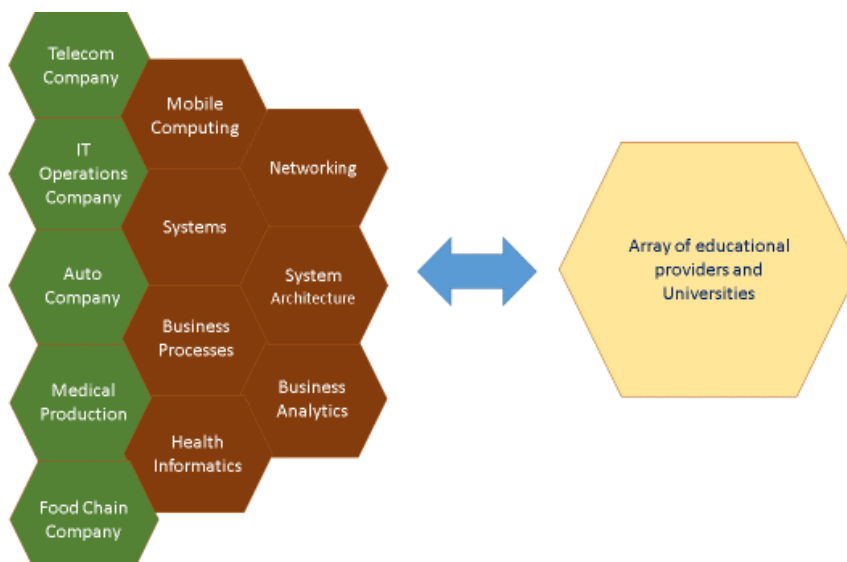 Telecom
Company
Mobile
Computing
IT
Operations
Company
Networking
Systems
Auto
Company
System
Architecture
Business
Processes
Medical
Production
Business
Analytics
Health
Informatics
Food Chain
Company
Array of educational
providers and
Universities